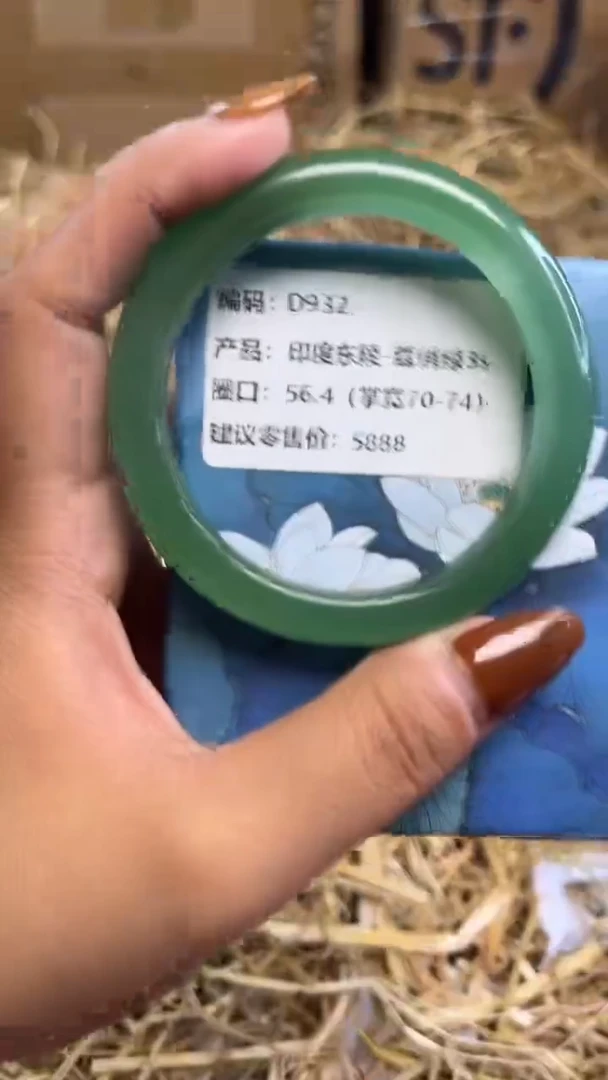 ST.
编码：D932
产品：印度东陵
圈口：56.4（掌宽70-74）
建议零售价：5888